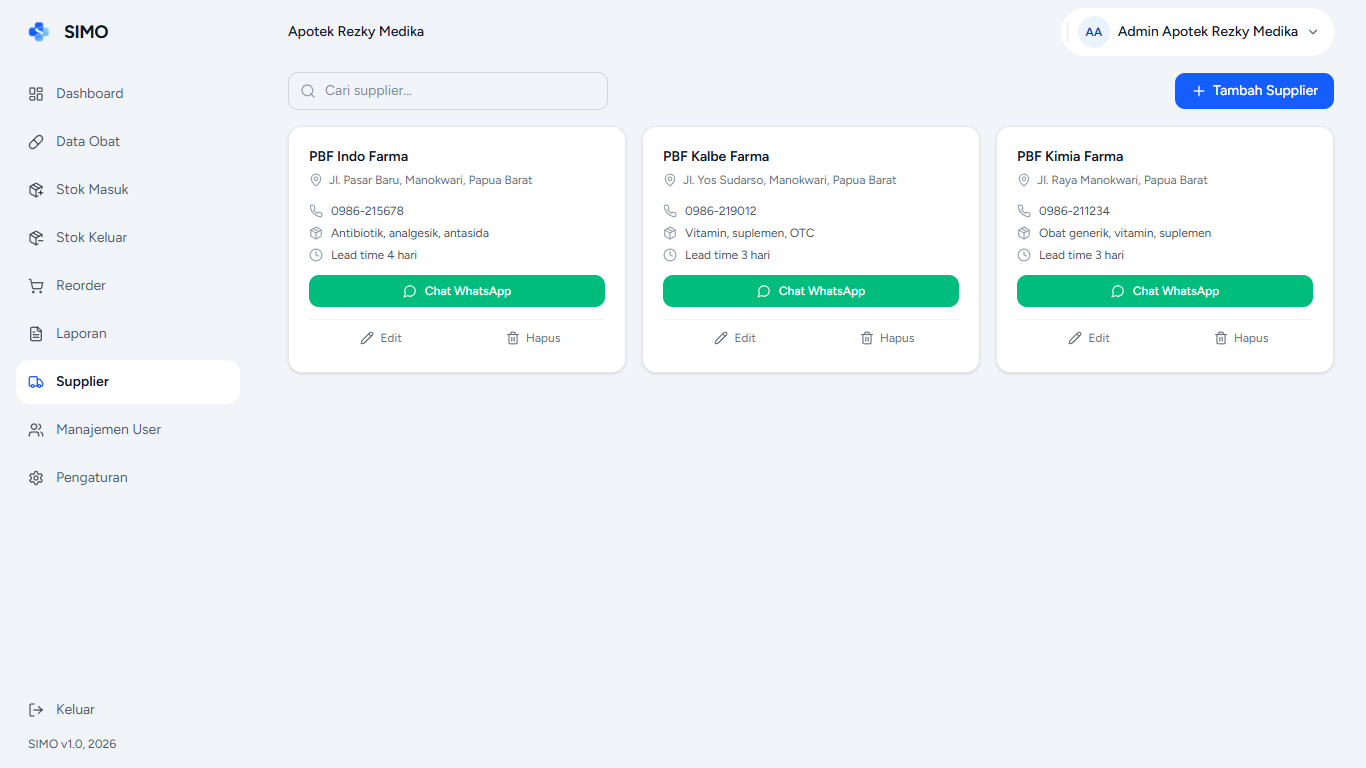 SIMO
Apotek Rezky Medika
AA
Admin Apotek Rezky Medika
Dashboard
Data Obat
Stok Masuk
Stok Keluar
Reorder
Laporan
Supplier
Manajemen User
Pengaturan
Keluar
SIMO v1.0, 2026
Cari supplier...
Tambah Supplier
PBF Indo Farma
Jl. Pasar Baru, Manokwari, Papua Barat
0986-215678
Antibiotik, analgesik, antasida
Lead time 4 hari
Chat WhatsApp
Edit
Hapus
PBF Kalbe Farma
Jl. Yos Sudarso, Manokwari, Papua Barat
0986-219012
Vitamin, suplemen, OTC
Lead time 3 hari
Chat WhatsApp
Edit
Hapus
PBF Kimia Farma
Jl. Raya Manokwari, Papua Barat
0986-211234
Obat generik, vitamin, suplemen
Lead time 3 hari
Chat WhatsApp
Edit
Hapus